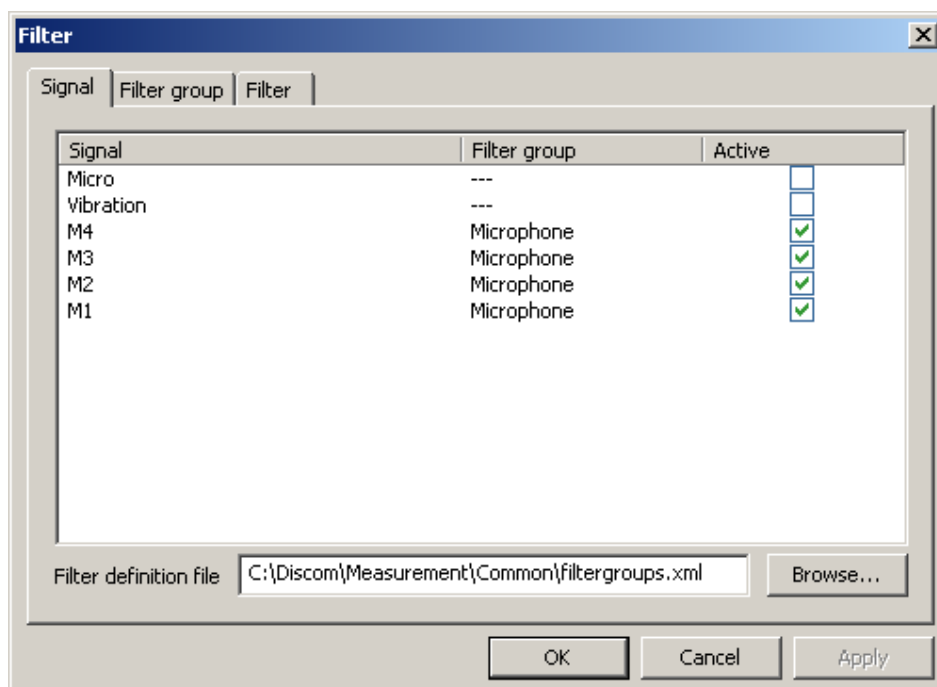 Filter
Signal Filter group Filter
Signal Filter group Active
Micro ---
Vibration ---
M4 Microphone
M3 Microphone
M2 Microphone
M1 Microphone
Filter definition file C:\Discom\Measurement\Common\filtergroups.xml Browse...
OK Cancel Apply